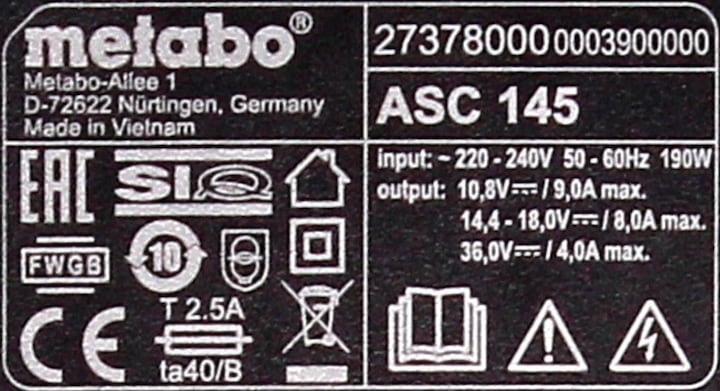 metabo®
Metabo-Allee 1
D-72622 Nürtingen, Germany
Made in Vietnam
27378000 0003900000
ASC 145
input: ~ 220 - 240V 50 - 60Hz 190W
output: 10,8V⎓ / 9,0A max.
14,4 - 18,0V⎓ / 8,0A max.
36,0V⎓ / 4,0A max.
EAC SIQ
FWGB 10
T 2.5A
CE
ta40/B